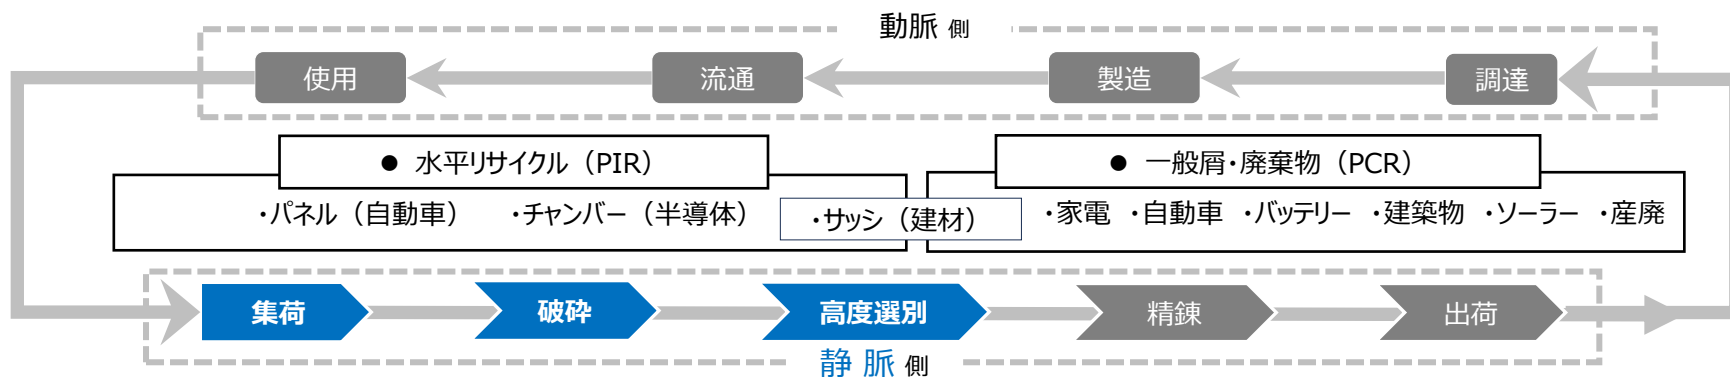 動脈 側
使用
流通
製造
調達
● 水平リサイクル（PIR）
● 一般屑・廃棄物（PCR）
・パネル（自動車）
・チャンバー（半導体）
・サッシ（建材）
・家電 ・自動車 ・バッテリー ・建築物 ・ソーラー ・産廃
集荷
破砕
高度選別
精錬
出荷
静 脈 側